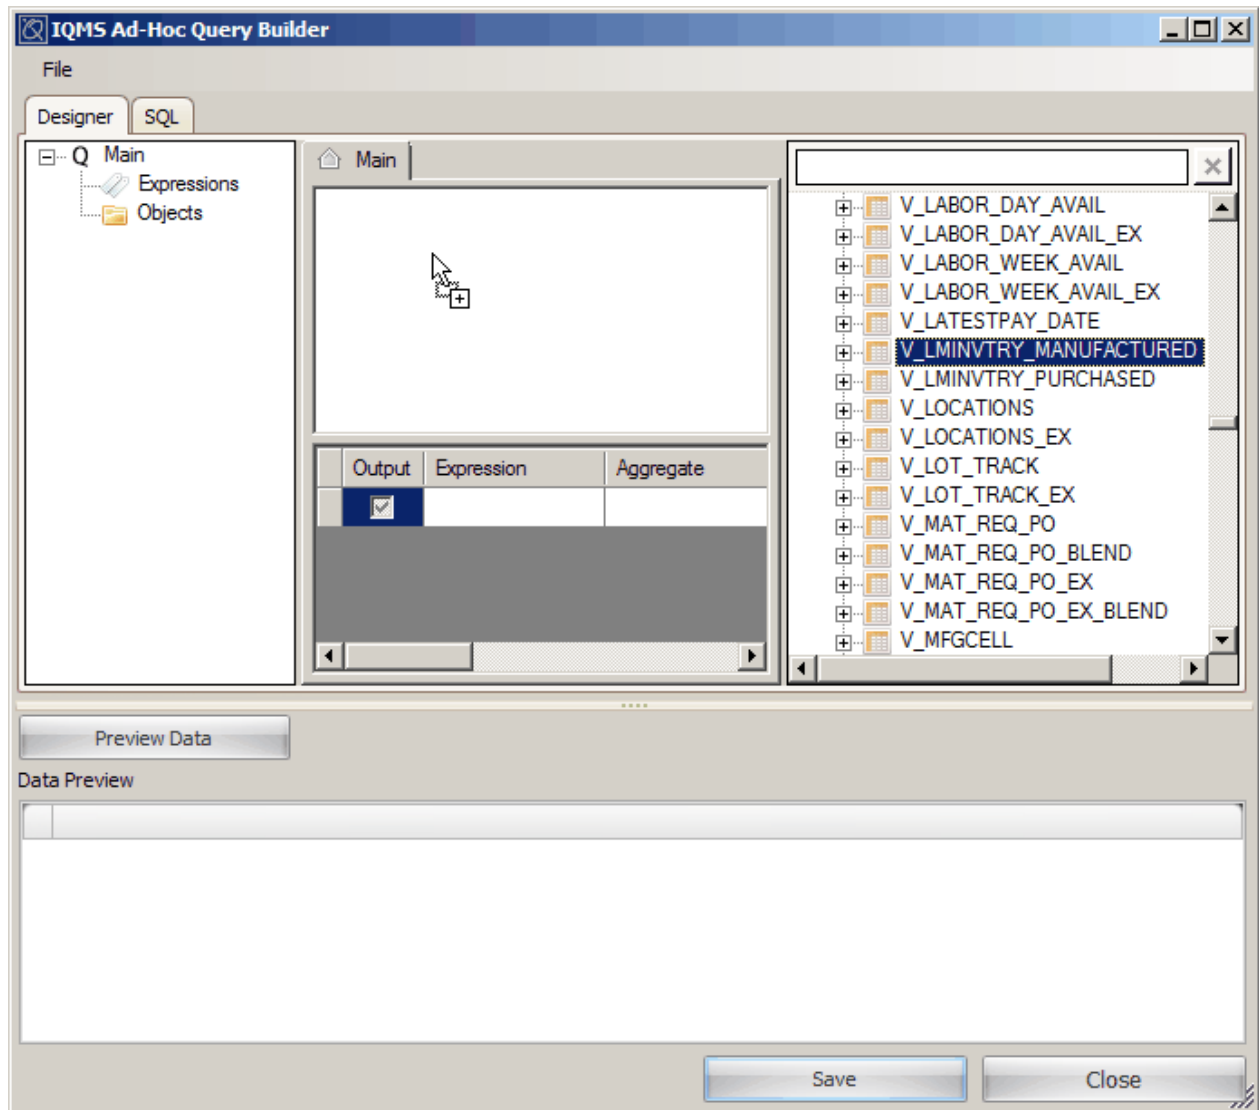 IQMS Ad-Hoc Query Builder
File
Designer
SQL
Q Main
Expressions
Objects
Main
Output Expression Aggregate
V_LABOR_DAY_AVAIL
V_LABOR_DAY_AVAIL_EX
V_LABOR_WEEK_AVAIL
V_LABOR_WEEK_AVAIL_EX
V_LATESTPAY_DATE
V_LMINVTRY_MANUFACTURED
V_LMINVTRY_PURCHASED
V_LOCATIONS
V_LOCATIONS_EX
V_LOT_TRACK
V_LOT_TRACK_EX
V_MAT_REQ_PO
V_MAT_REQ_PO_BLEND
V_MAT_REQ_PO_EX
V_MAT_REQ_PO_EX_BLEND
V_MFGCELL
Preview Data
Data Preview
Save
Close